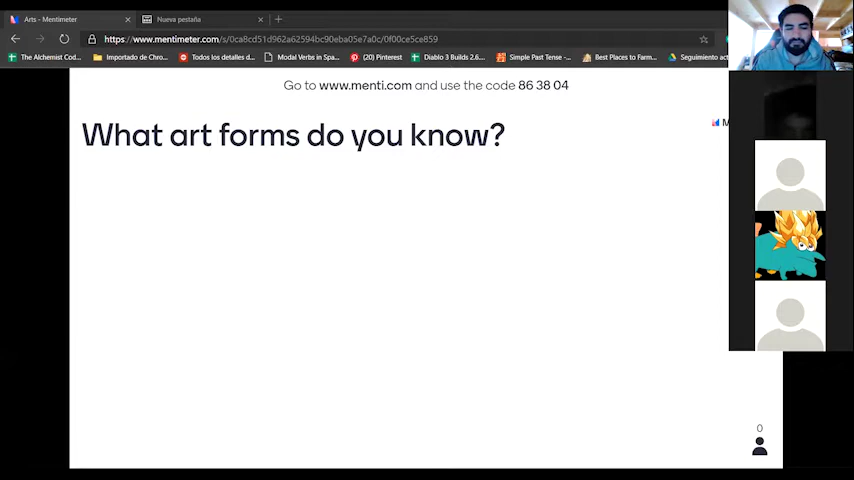 Arts - Mentimeter
Nueva pestaña
https://www.mentimeter.com/s/0ca8cd51d962a62594bc90eba05e7a0c/0f00ce5ce859
The Alchemist Cod...
Importado de Chro...
Todos los detalles d...
Modal Verbs in Spa...
(20) Pinterest
Diablo 3 Builds 2.6....
Simple Past Tense -...
Best Places to Farm...
Seguimiento act
Go to www.menti.com and use the code 86 38 04
M
What art forms do you know?
0